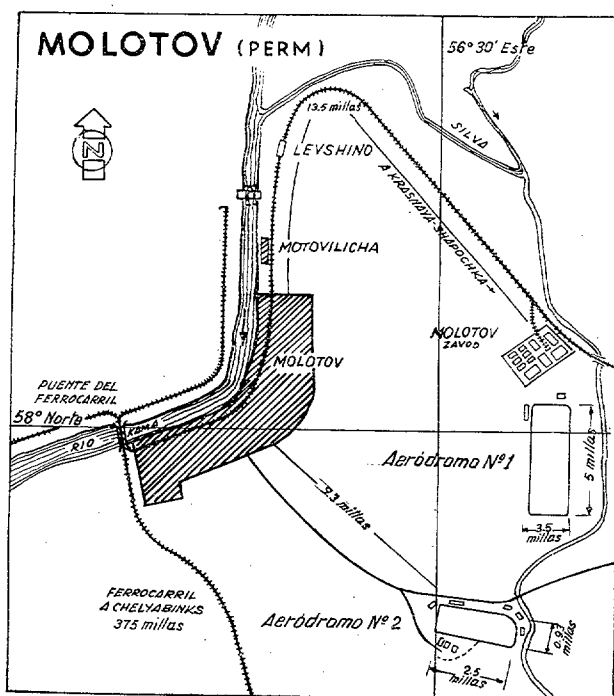 MOLOTOV (PERM)
56° 30' Este
N
13.5 millas
SILVA
LEVSHINO
A KRASNAYA-SHAPOCHKA
MOTOVILICHA
MOLOTOV
ZAVOD
MOLOTOV
PUENTE DEL
FERROCARRIL
58° Norte
RIO
KAMA
Aeródromo Nº1
5 millas
9.3 millas
3.5
millas
FERROCARRIL
A CHELYABINKS
375 millas
Aeródromo Nº 2
0.93
millas
2.5
millas